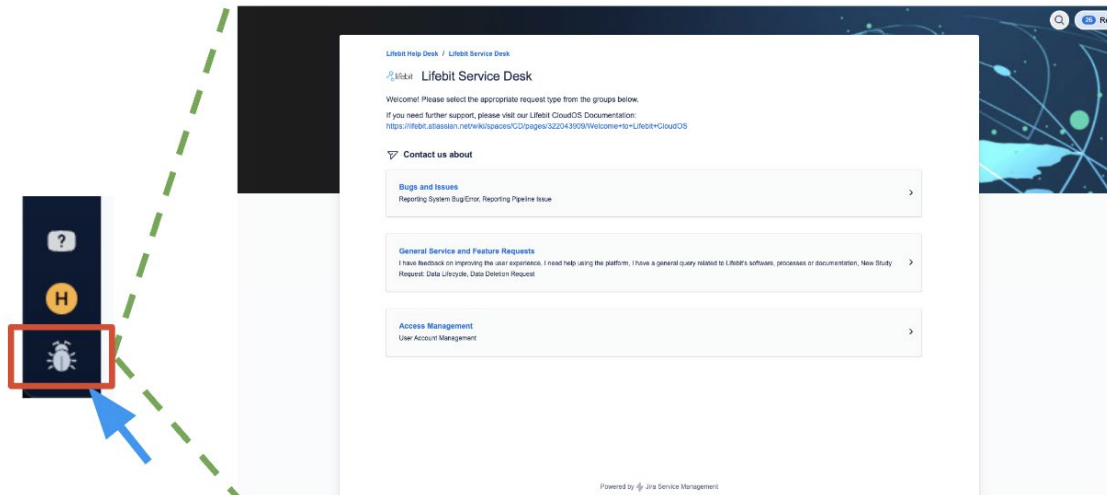 26 Re
Lifebit Help Desk / Lifebit Service Desk
lifebit Lifebit Service Desk
Welcome! Please select the appropriate request type from the groups below.
If you need further support, please visit our Lifebit CloudOS Documentation:
https://lifebit.atlassian.net/wiki/spaces/CD/pages/322043909/Welcome+to+Lifebit+CloudOS
Contact us about
Bugs and Issues
Reporting System Bug/Error, Reporting Pipeline Issue
?
General Service and Feature Requests
I have feedback on improving the user experience, I need help using the platform, I have a general query related to Lifebit's software, processes or documentation, New Study
Request: Data Lifecycle, Data Deletion Request
H
Access Management
User Account Management
Powered by Jira Service Management